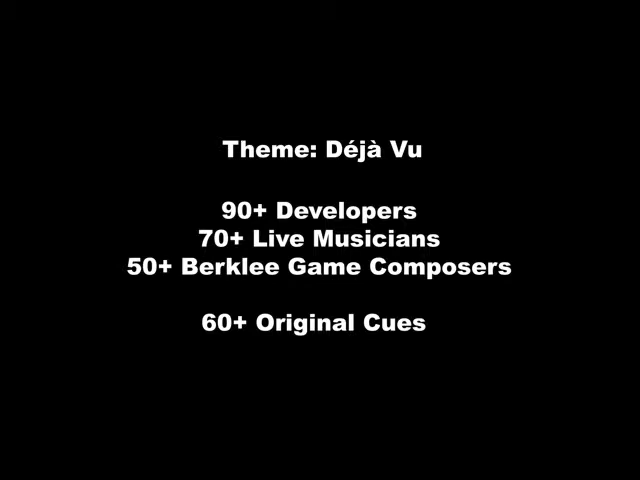 Theme: Déjà Vu
90+ Developers
70+ Live Musicians
50+ Berklee Game Composers
60+ Original Cues